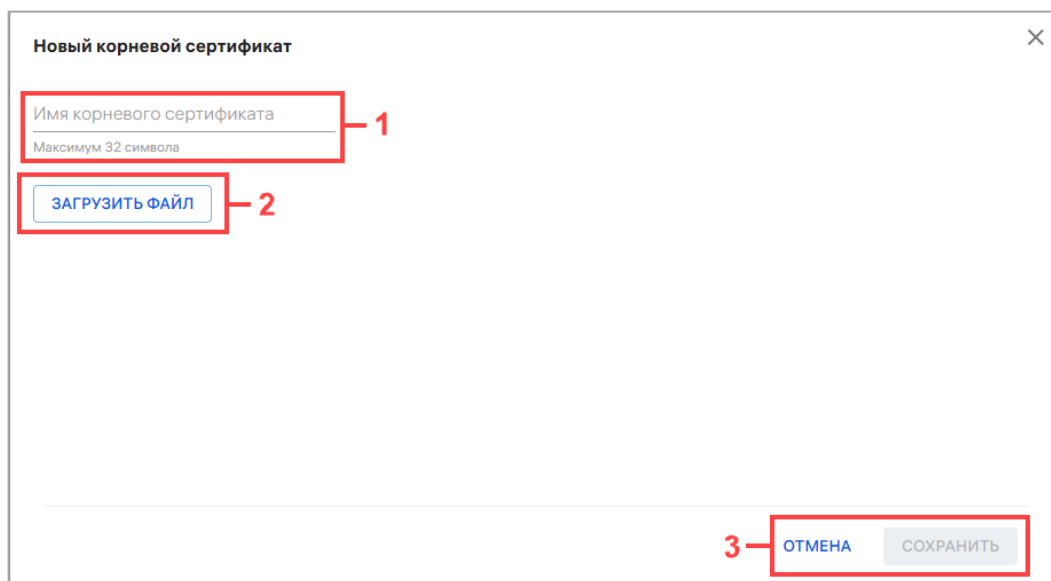 Новый корневой сертификат
Имя корневого сертификата
1
Максимум 32 символа
ЗАГРУЗИТЬ ФАЙЛ
2
3
ОТМЕНА
СОХРАНИТЬ